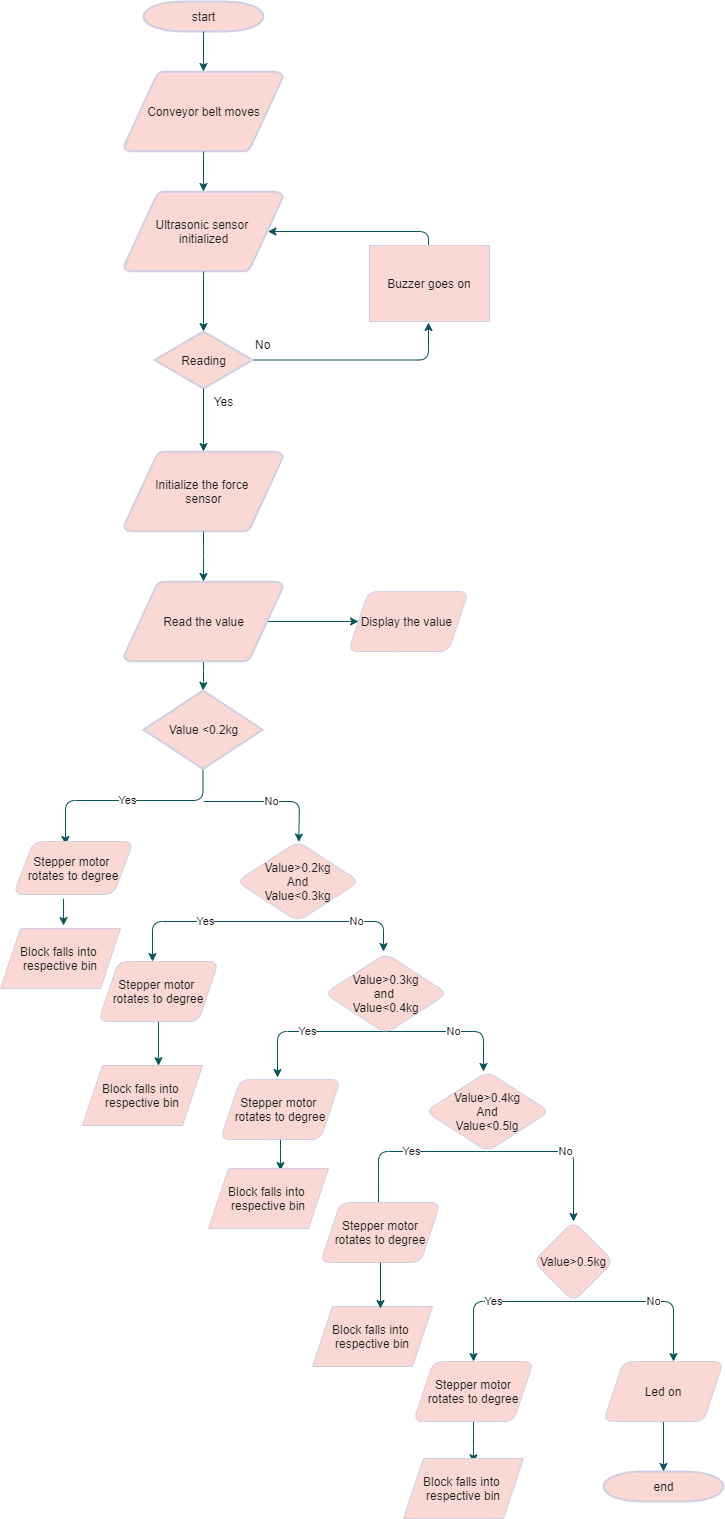 start
Conveyor belt moves
Ultrasonic sensor
initialized
Buzzer goes on
No
Reading
Yes
Initialize the force
sensor
Read the value
Display the value
Value <0.2kg
Yes
No
Stepper motor
rotates to degree
Value>0.2kg
And
Value<0.3kg
Yes
No
Block falls into
respective bin
Stepper motor
rotates to degree
Value>0.3kg
and
Value<0.4kg
Yes
No
Block falls into
respective bin
Stepper motor
rotates to degree
Value>0.4kg
And
Value<0.5lg
Yes
No
Block falls into
respective bin
Stepper motor
rotates to degree
Value>0.5kg
Yes
No
Block falls into
respective bin
Stepper motor
rotates to degree
Led on
Block falls into
respective bin
end